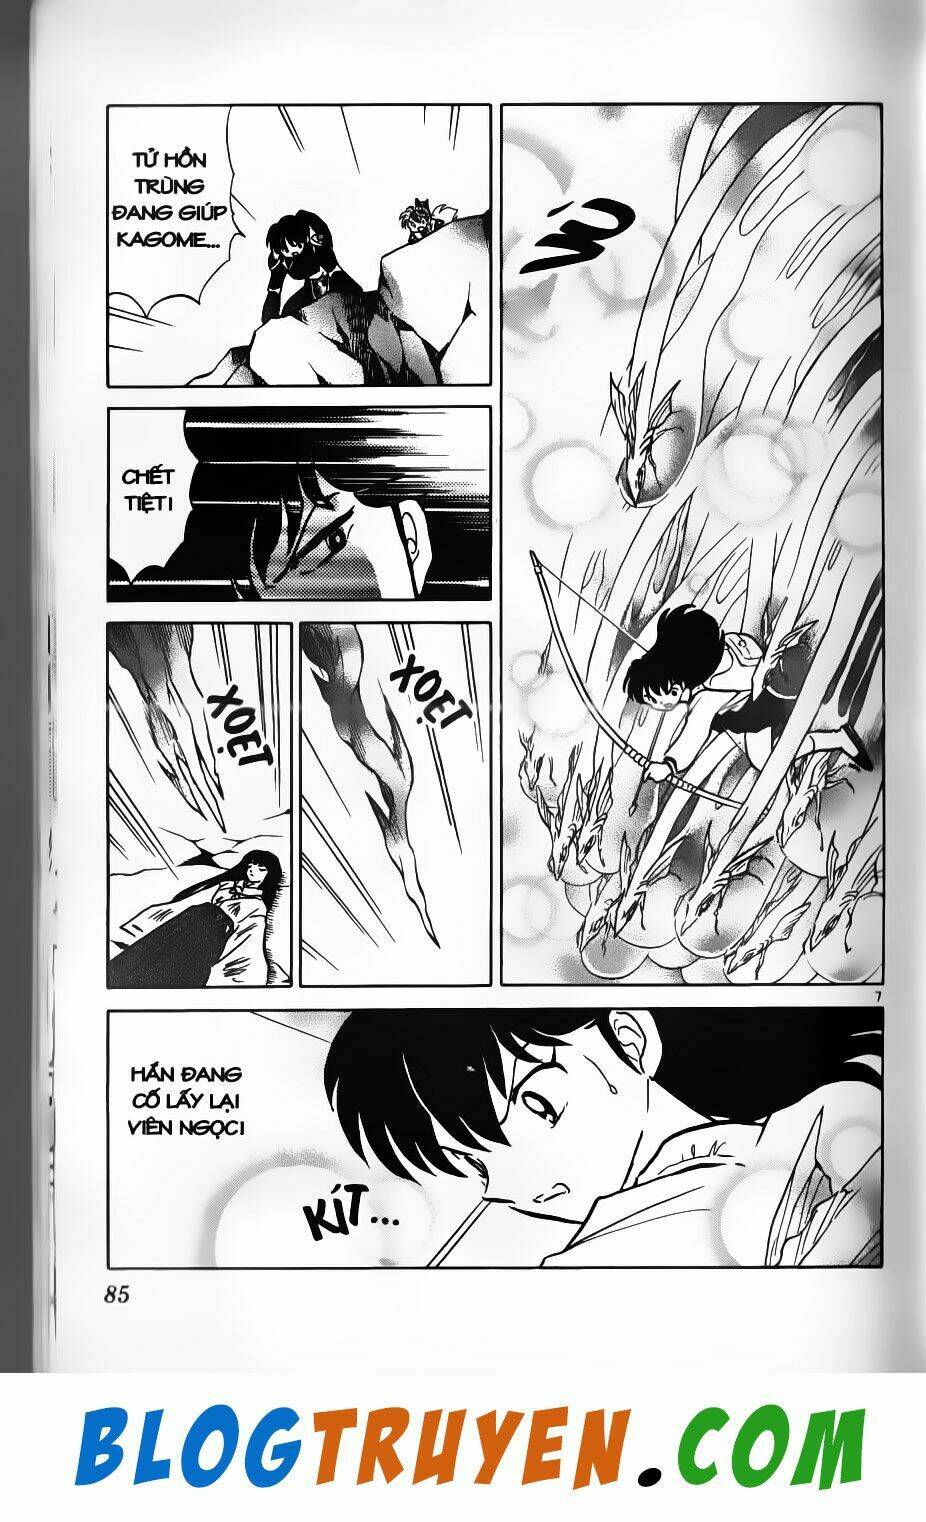 VÙ
TỬ HỒN
TRÙNG
ĐANG GIÚP
KAGOME...
CHẾT
TIỆT!
XOẸT
XOẸT
7
HẮN ĐANG
CỐ LẤY LẠI
VIÊN NGỌC!
KÍT...
85
BLOGTRUYEN.COM